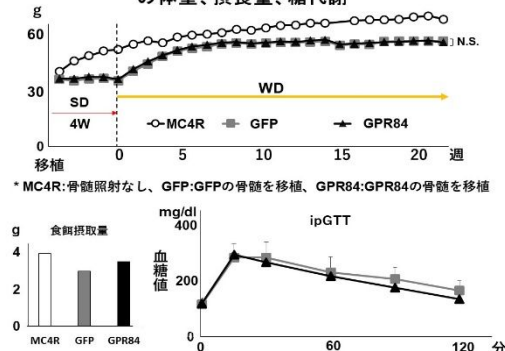 の体重、摂食量、糖代謝
g
60
30
0
SD
4W
WD
MC4R GFP GPR84
N.S.
移植 0 5 10 15 20 週
* MC4R:骨髄照射なし、GFP:GFPの骨髄を移植、GPR84:GPR84の骨髄を移植
g 食餌摂取量
4
2
0
MC4R GFP GPR84
mg/dl ipGTT
400
血糖値
200
0
0 60 120 分